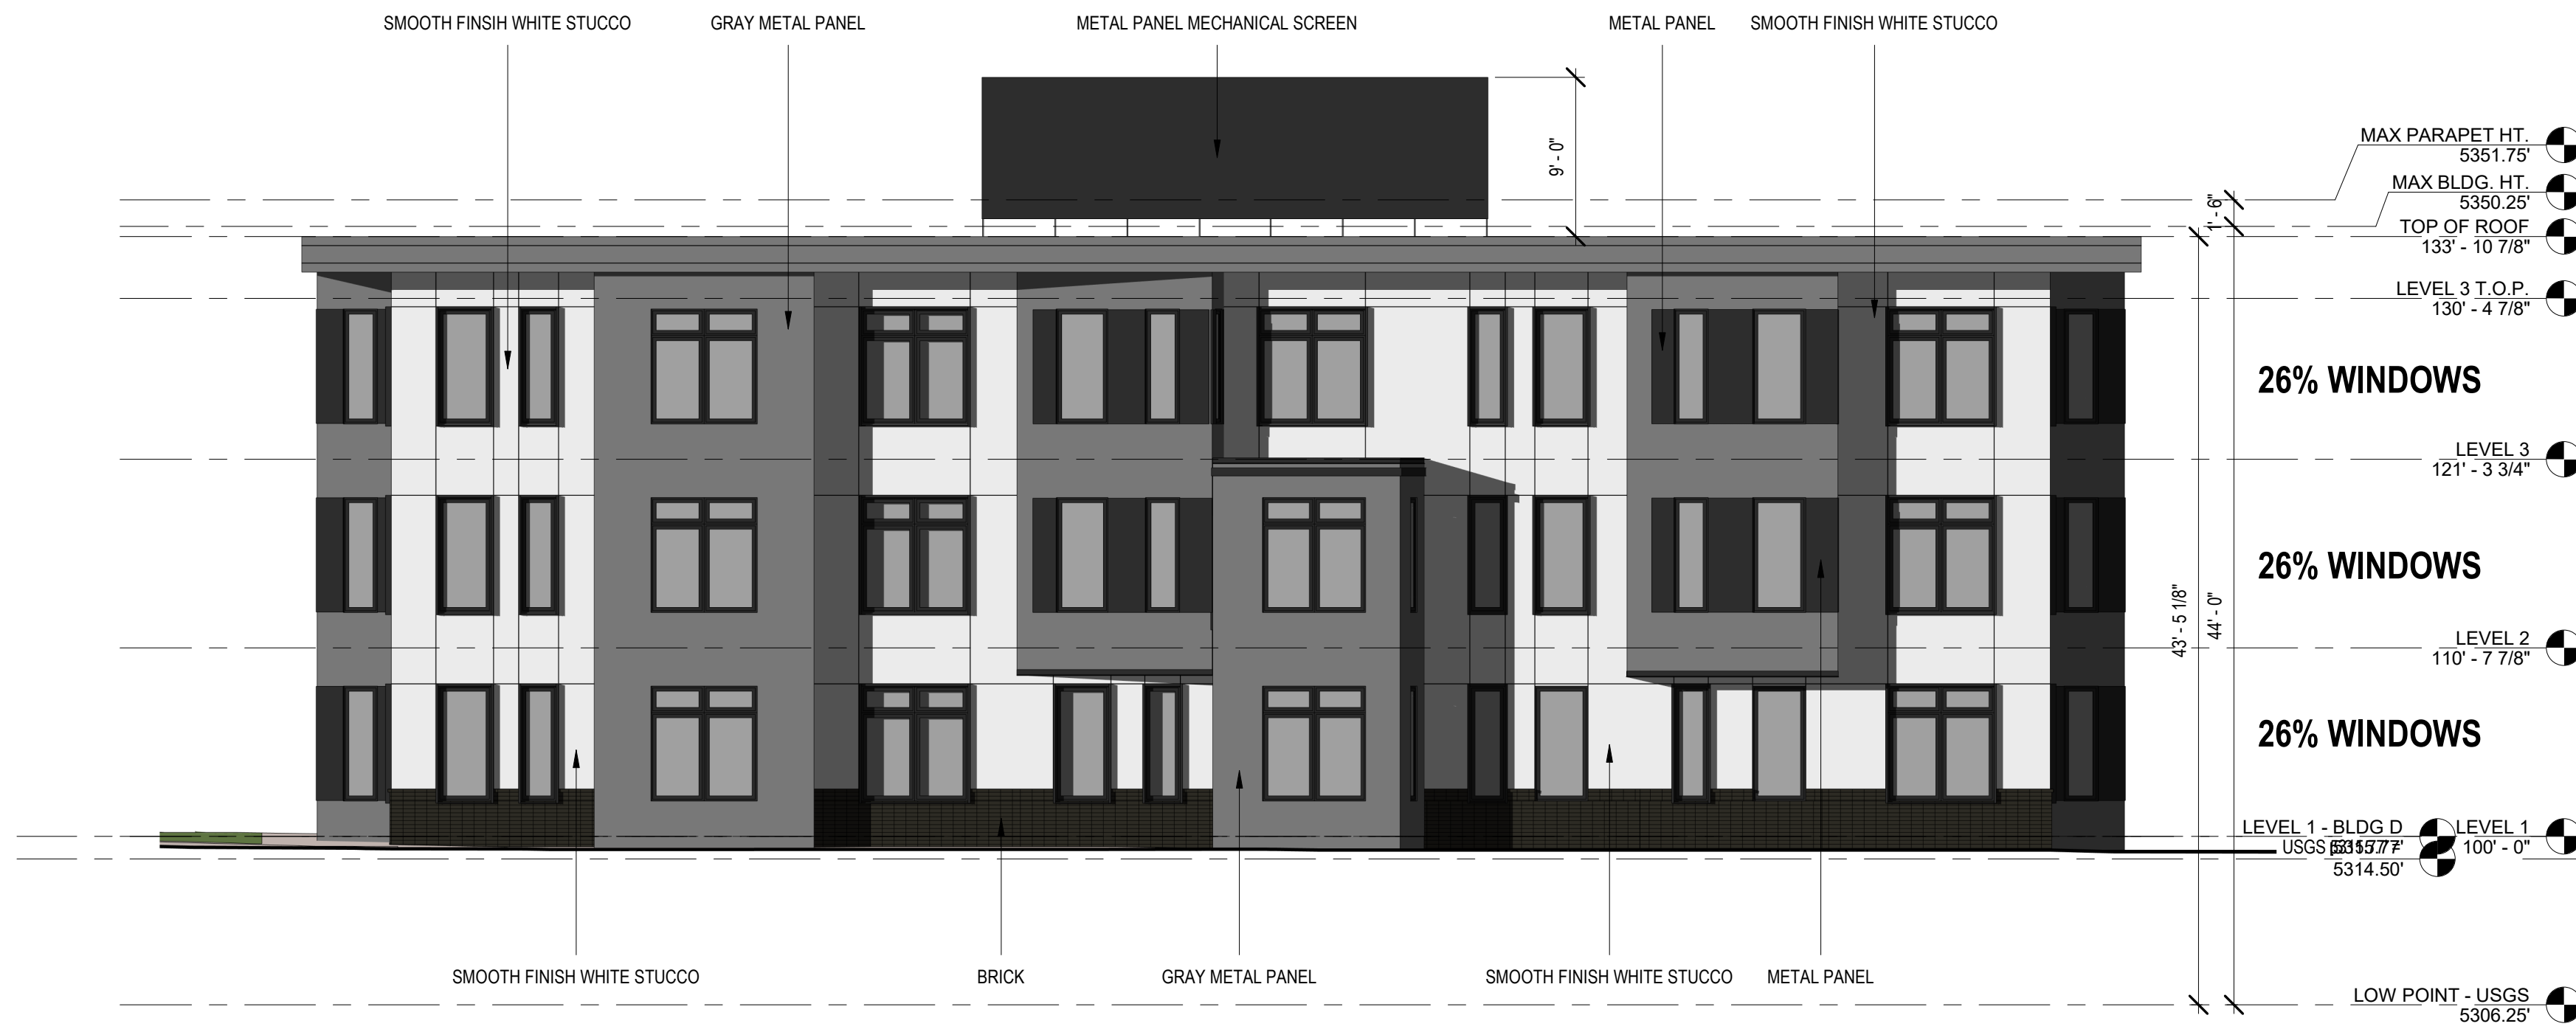 SMOOTH FINSIH WHITE STUCCO
GRAY METAL PANEL
METAL PANEL MECHANICAL SCREEN
METAL PANEL
SMOOTH FINISH WHITE STUCCO
9' - 0"
MAX PARAPET HT.
5351.75'
MAX BLDG. HT.
5350.25'
1' - 6"
TOP OF ROOF
133' - 10 7/8"
LEVEL 3 T.O.P.
130' - 4 7/8"
26% WINDOWS
LEVEL 3
121' - 3 3/4"
26% WINDOWS
43' - 5 1/8"
44' - 0"
LEVEL 2
110' - 7 7/8"
26% WINDOWS
LEVEL 1 - BLDG D
LEVEL 1
USGS
100' - 0"
5314.50'
SMOOTH FINISH WHITE STUCCO
BRICK
GRAY METAL PANEL
SMOOTH FINISH WHITE STUCCO
METAL PANEL
LOW POINT - USGS
5306.25'